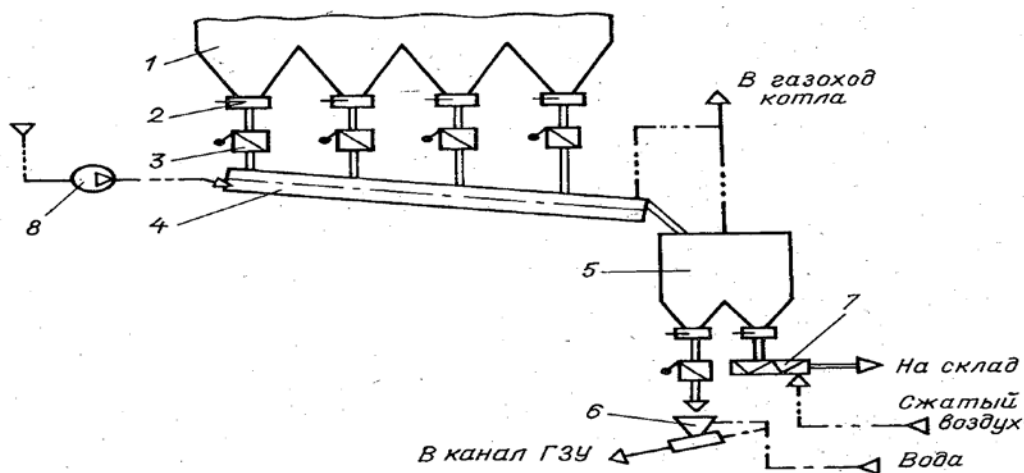 1
2
3
8
4
В газоход
котла
5
7
На склад
Сжатый
воздух
6
В канал ГЗУ
Вода